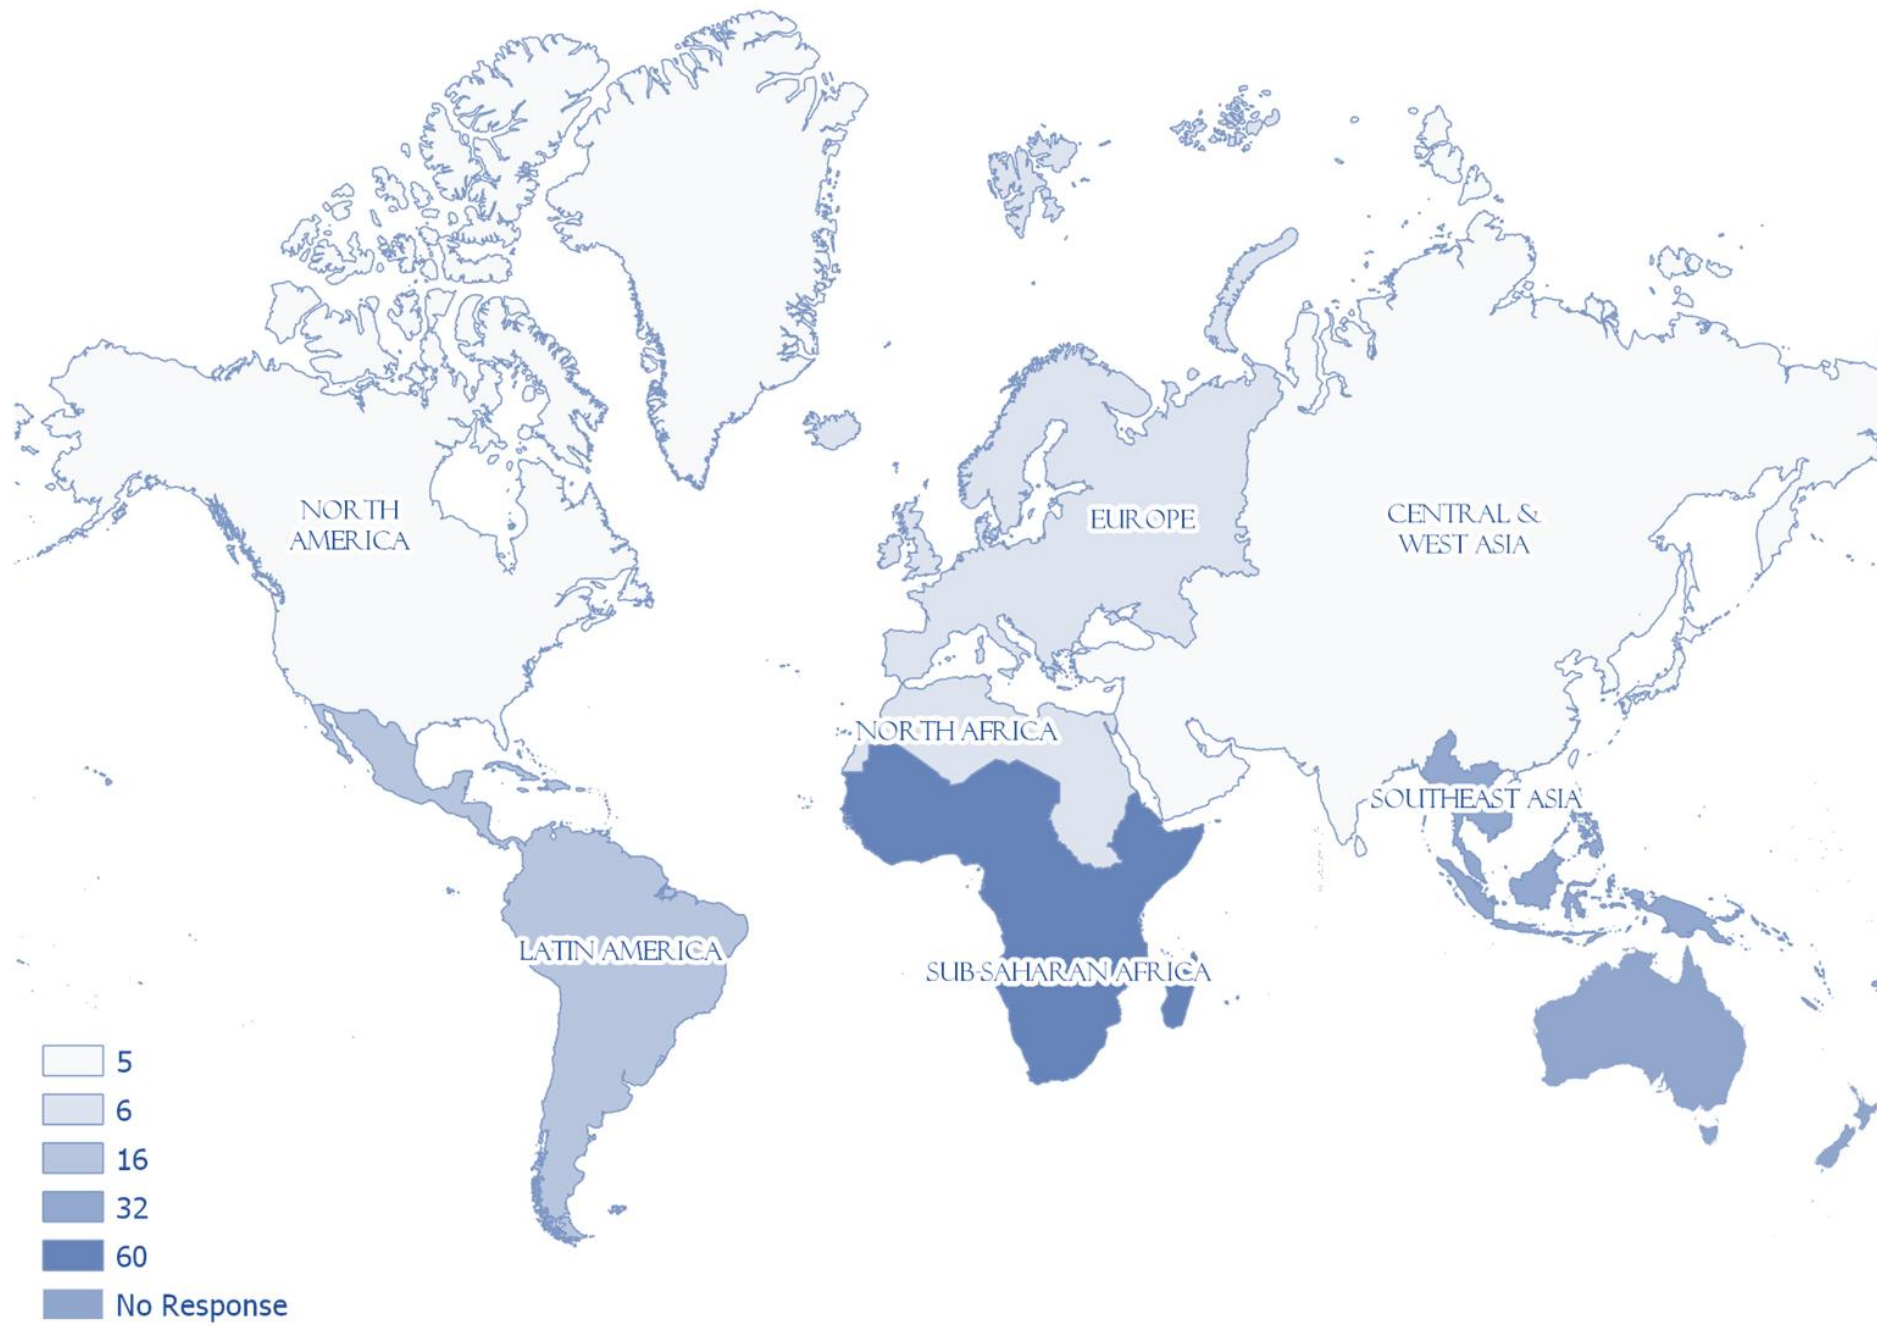 NORTH
AMERICA
EUROPE
CENTRAL &
WEST ASIA
NORTH AFRICA
SOUTHEAST ASIA
LATIN AMERICA
SUB-SAHARAN AFRICA
5
6
16
32
60
No Response